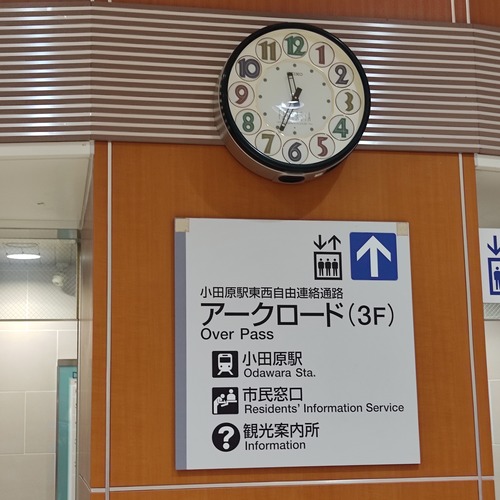 12
1
2
3
4
5
6
7
8
9
10
11
小田原駅東西自由連絡通路
アークロード(3F)
Over Pass
小田原駅
Odawara Sta.
市民窓口
Residents' Information Service
?
観光案内所
Information